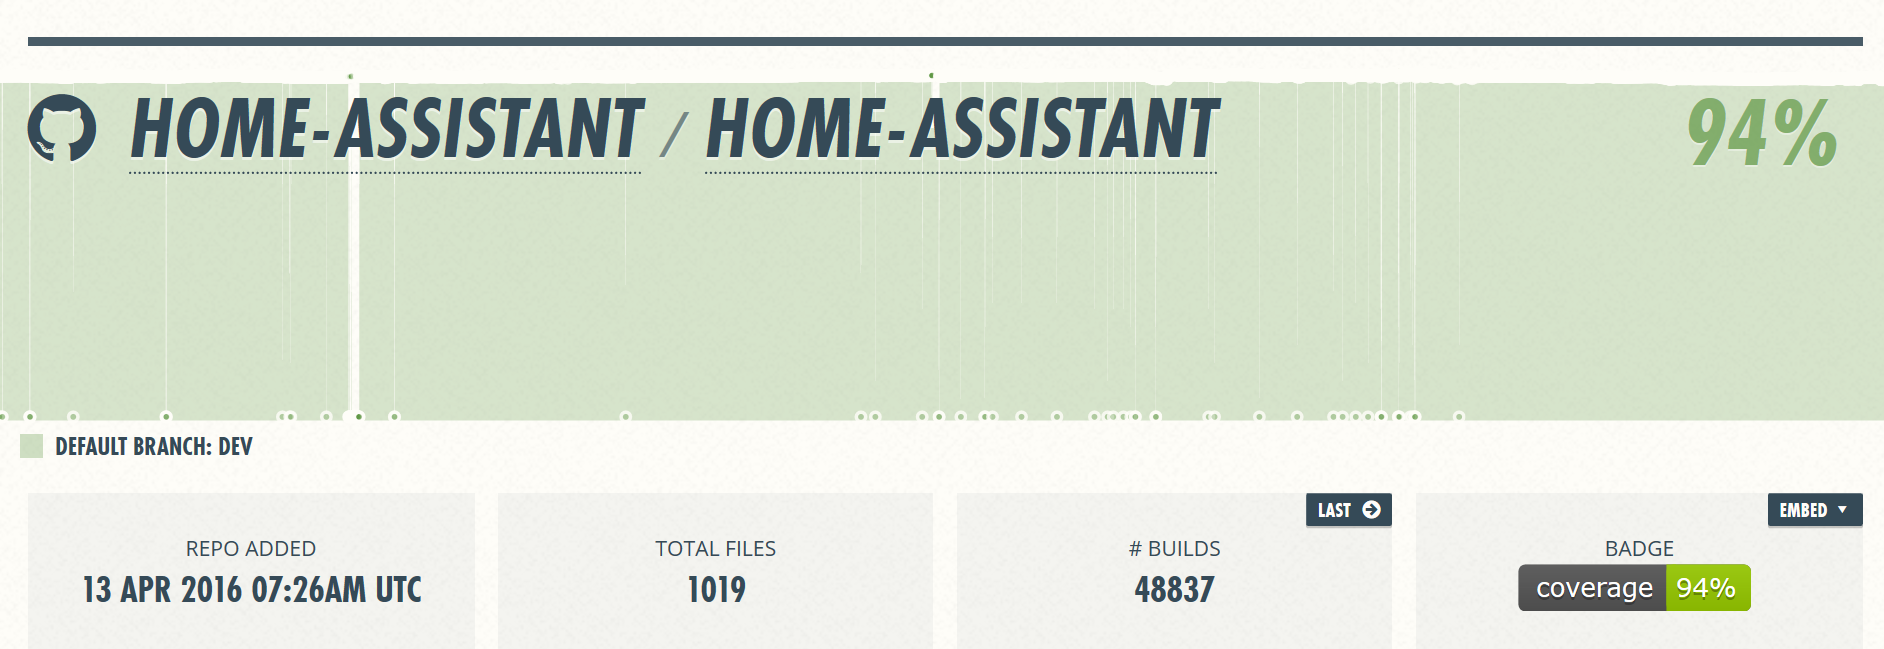 HOME-ASSISTANT / HOME-ASSISTANT
94%
DEFAULT BRANCH: DEV
REPO ADDED
13 APR 2016 07:26AM UTC
TOTAL FILES
1019
LAST
# BUILDS
48837
EMBED
BADGE
coverage 94%